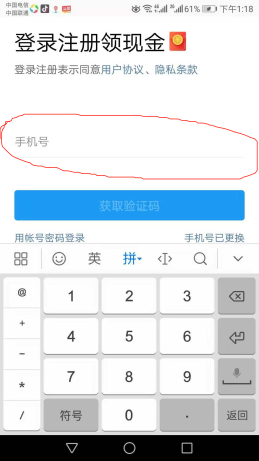 中国电信
中国联通
61% 下午1:18
登录注册领现金
登录注册表示同意用户协议、隐私条款
手机号
获取验证码
用帐号密码登录 手机号已更换
英 拼
@ 1 2 3
+ 4 5 6
−
* 7 8 9
/ 符号 0 . 返回